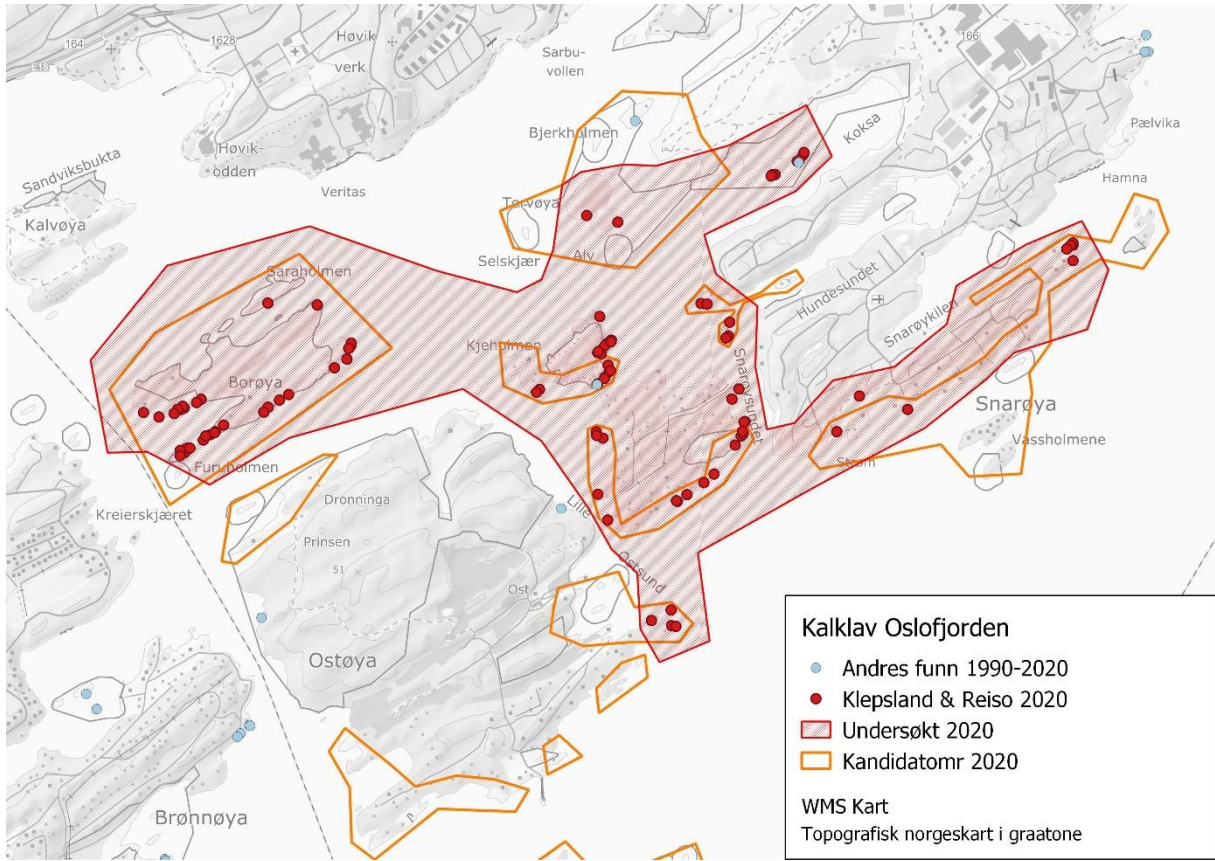 164
1628
E18
Høvik
verk
Sarbu-
vollen
166
Bjerkholmen
Koksa
Pælvika
Høvik-
odden
Sandviksbukta
Veritas
Hamna
Kalvøya
Torvøya
Selskjær
Alv
Saraholmen
Hundesundet
Snarøykilen
Kjeholmen
Snarøysundet
Borøya
Snarøya
Vassholmene
Furuholmen
Strøm
Dronninga
Lille
Kreierskjæret
Prinsen
Ostsund
51
Ost
Ostøya
Brønnøya
Kalklav Oslofjorden
Andres funn 1990-2020
Klepsland & Reiso 2020
Undersøkt 2020
Kandidatomr 2020
WMS Kart
Topografisk norgeskart i graatone